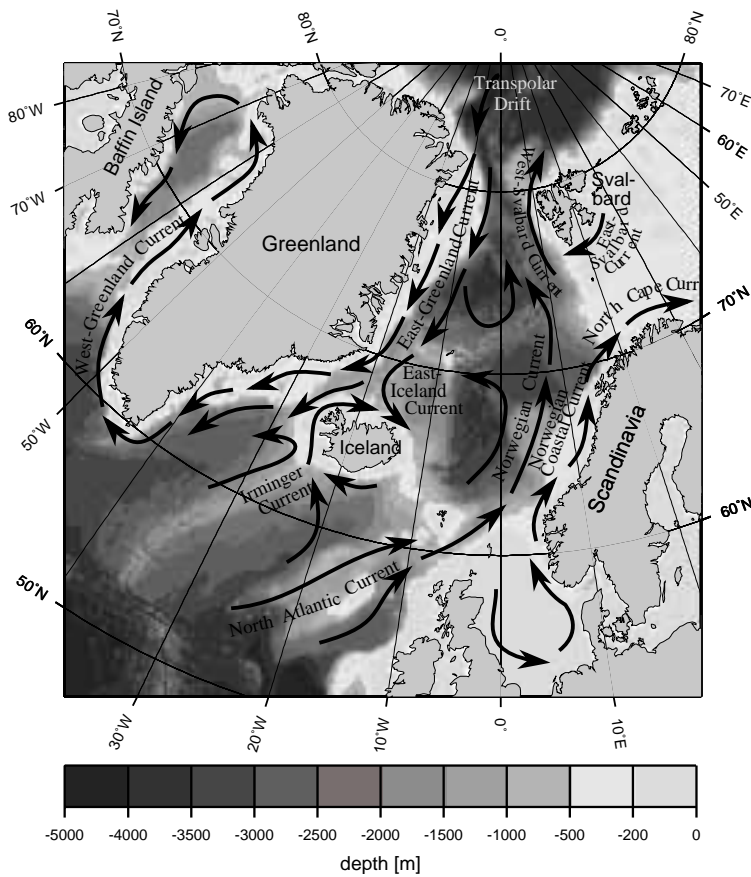 70°N
80°N
0°
80°N
70°E
60°E
50°E
80°W
70°W
60°N
50°W
50°N
Baffin Island
Transpolar
Drift
West-Svalbard Current
Sval-
bard
East
Svalbard
Current
Greenland
West-Greenland Current
East-Greenland Current
North Cape Curr
70°N
East-
Iceland
Current
Iceland
Norwegian Current
Norwegian
Coastal Current
Scandinavia
Irminger
Current
60°N
North Atlantic Current
30°W
20°W
10°W
0°
10°E
-5000 -4000 -3500 -3000 -2500 -2000 -1500 -1000 -500 -200 0
depth [m]